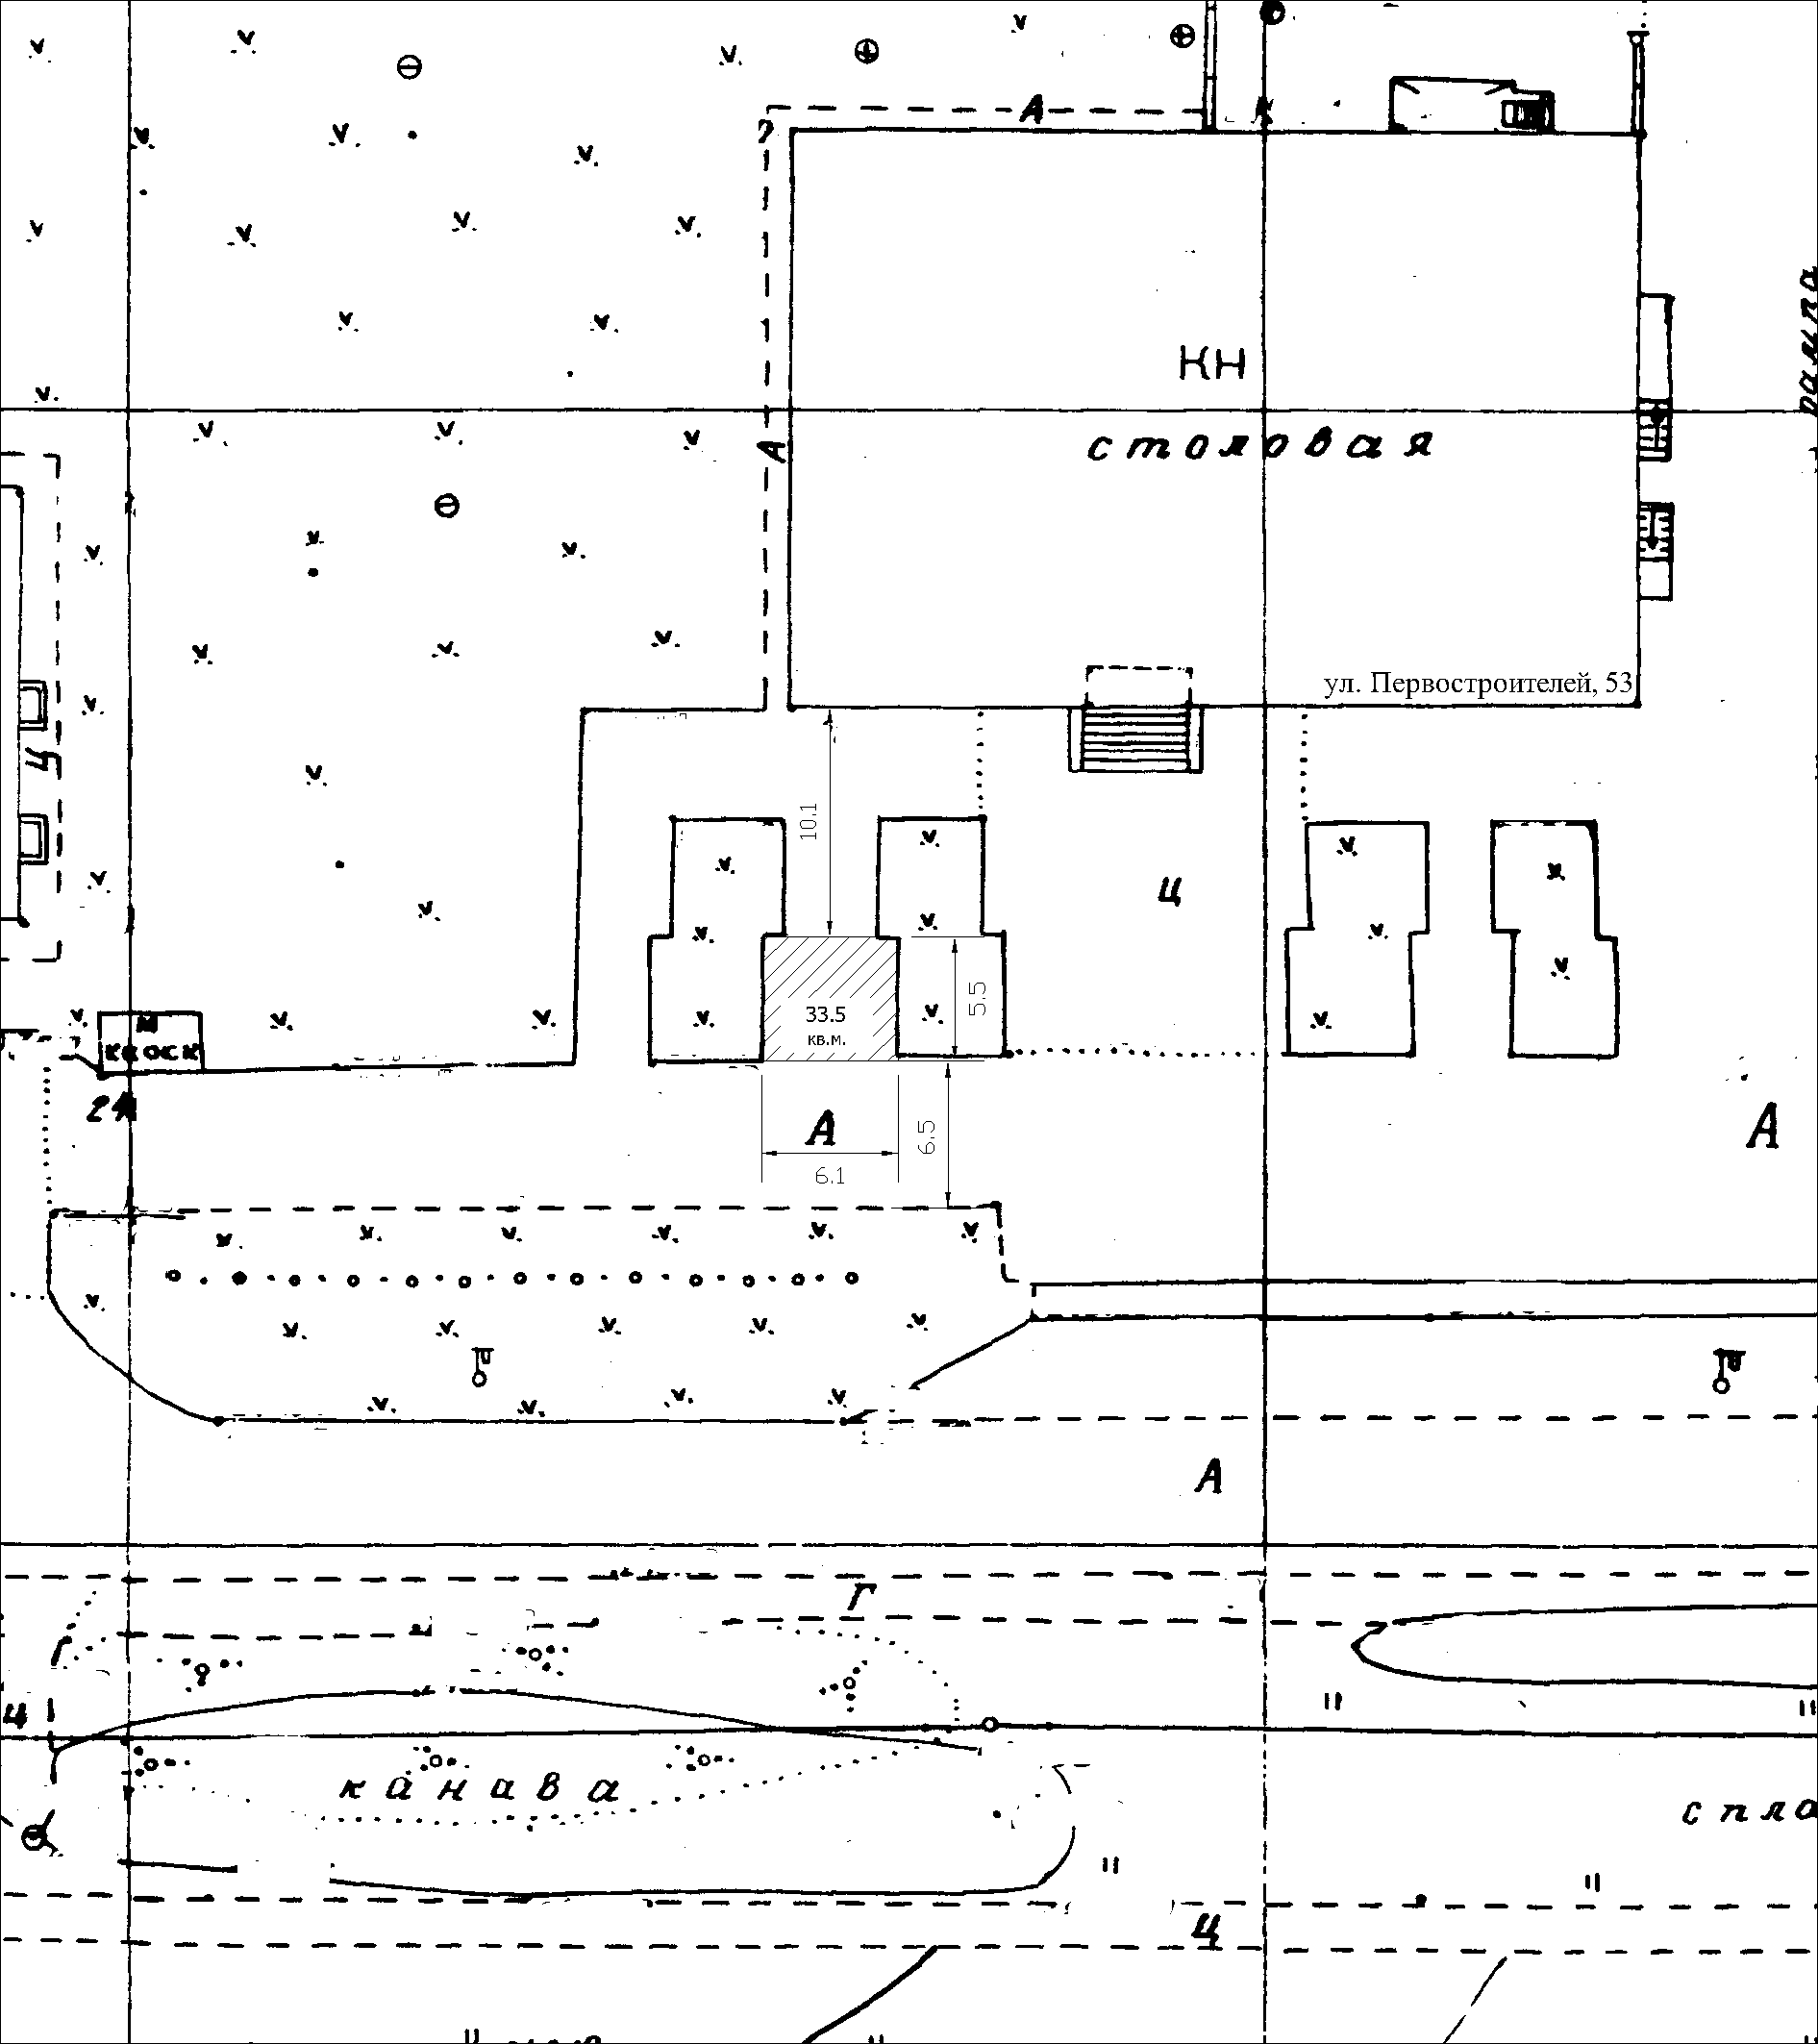 А
А
КН
рампа
столовая
А
ул. Первостроителей, 53
Ц
10.1
Ц
5.5
33.5
кв.м.
М
КИОСК
А
А
6.5
6.1
А
Г
Г
Ц
канава
спла
Ц